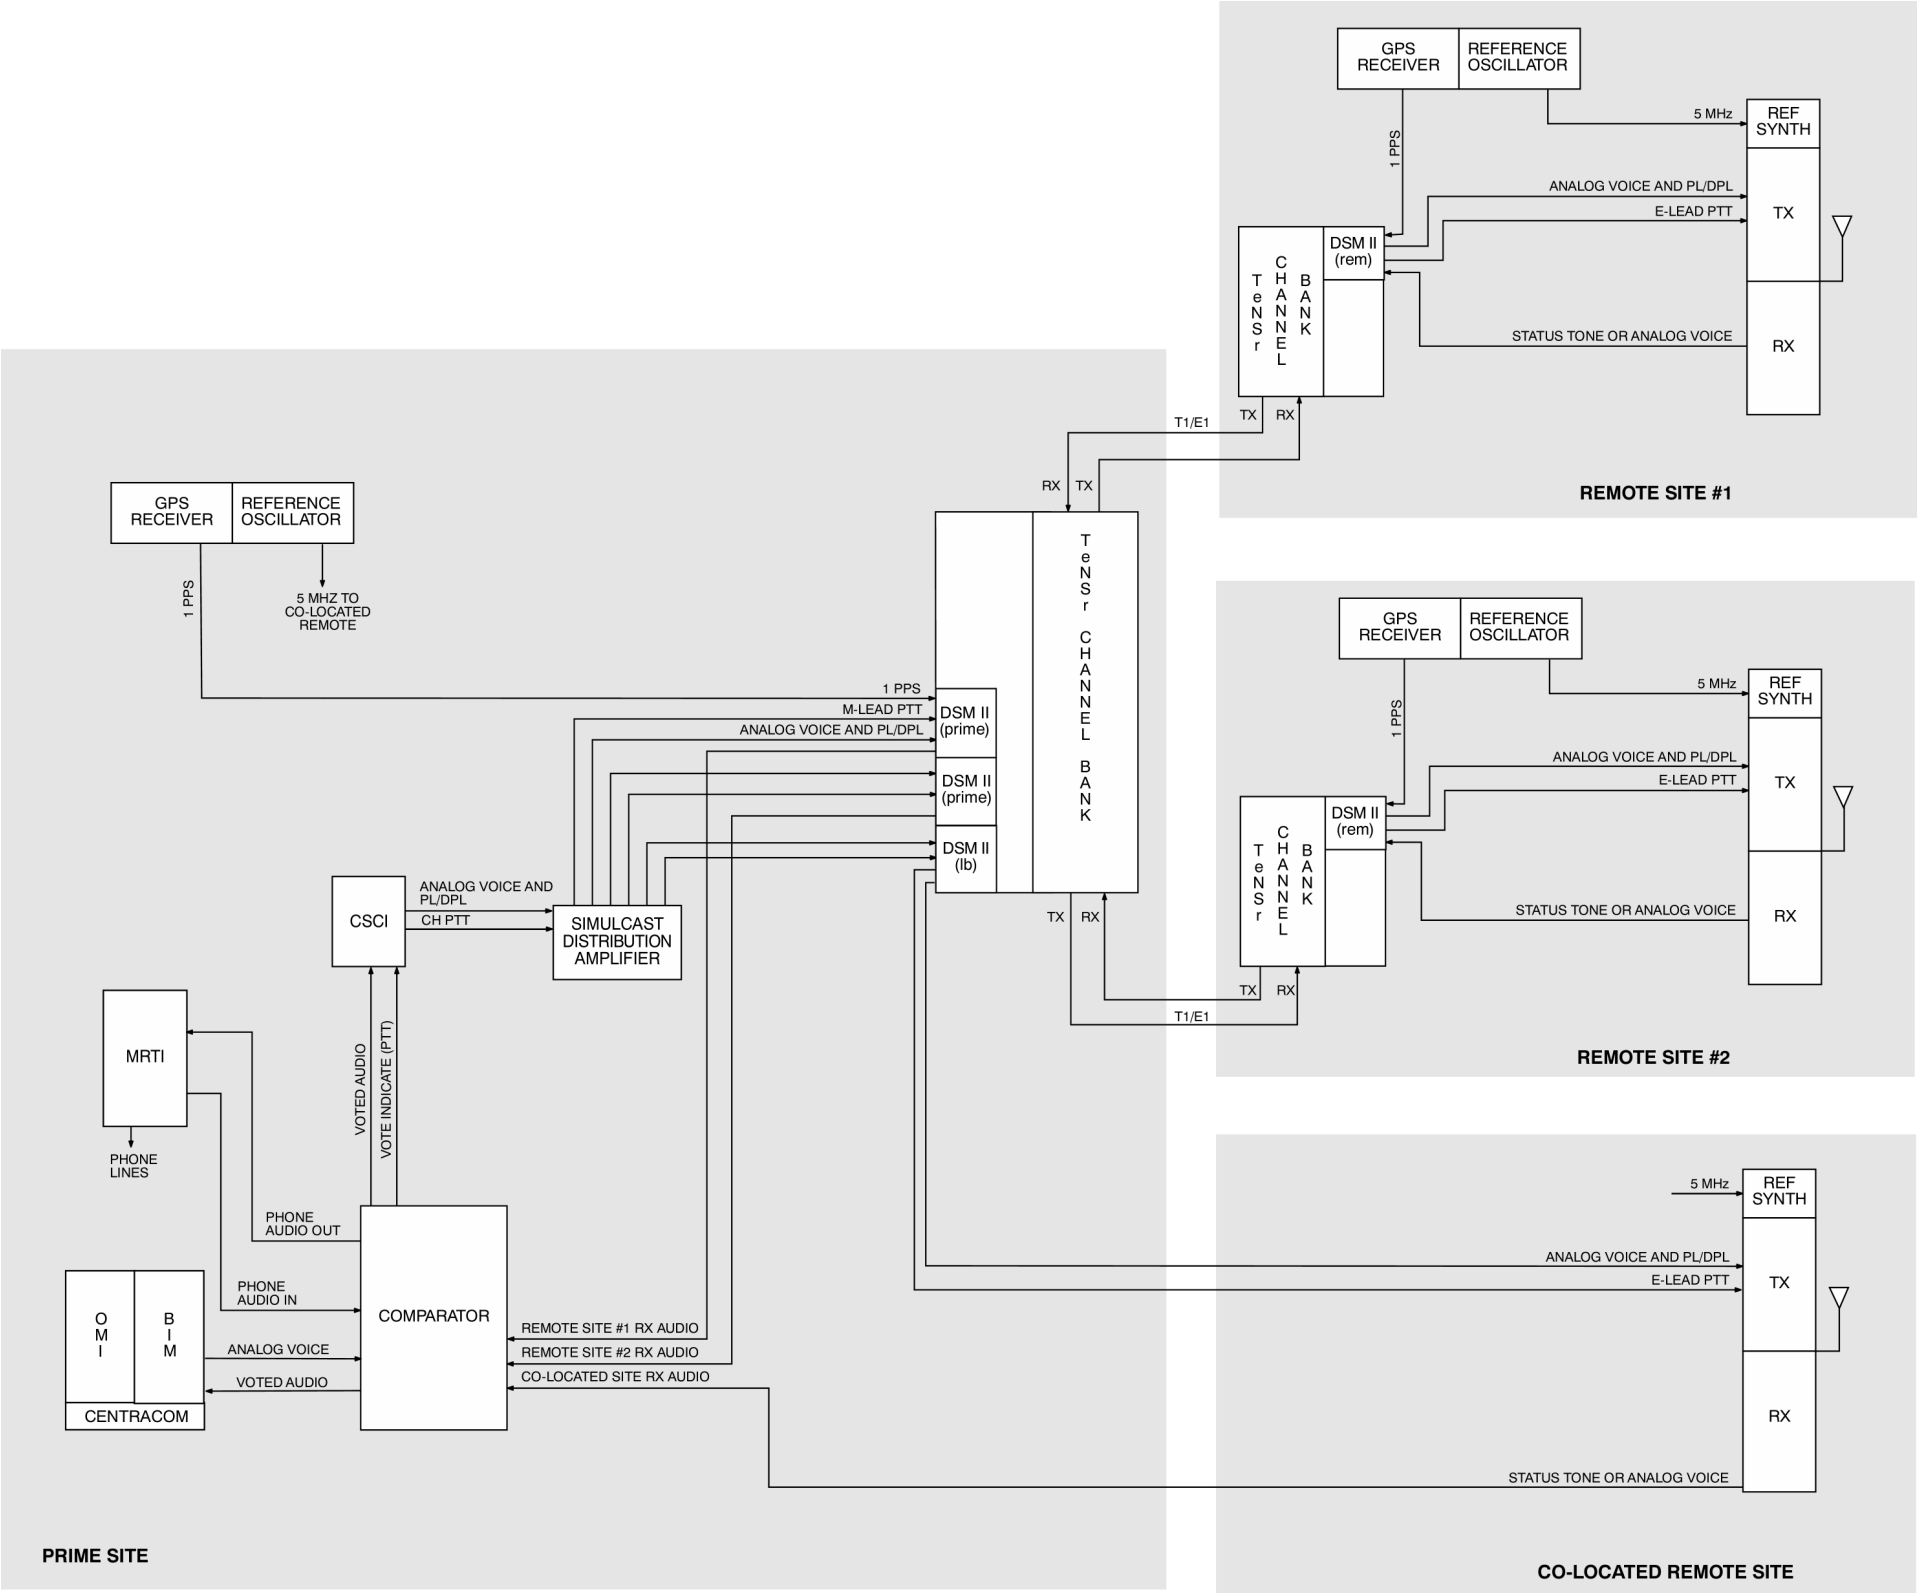 GPS
RECEIVER
REFERENCE
OSCILLATOR
5 MHz
REF
SYNTH
1 PPS
ANALOG VOICE AND PL/DPL
E-LEAD PTT
TX
DSM II
(rem)
TeNSr
CHANNEL
BANK
STATUS TONE OR ANALOG VOICE
RX
TX
RX
T1/E1
REMOTE SITE #1
RX
TX
GPS
RECEIVER
REFERENCE
OSCILLATOR
1 PPS
5 MHZ TO
CO-LOCATED
REMOTE
TeNSr CHANNEL BANK
1 PPS
M-LEAD PTT
ANALOG VOICE AND PL/DPL
DSM II
(prime)
DSM II
(prime)
DSM II
(lb)
TX
RX
GPS
RECEIVER
REFERENCE
OSCILLATOR
5 MHz
REF
SYNTH
1 PPS
ANALOG VOICE AND PL/DPL
E-LEAD PTT
TX
DSM II
(rem)
TeNSr
CHANNEL
BANK
STATUS TONE OR ANALOG VOICE
RX
TX
RX
T1/E1
REMOTE SITE #2
CSCI
ANALOG VOICE AND
PL/DPL
CH PTT
SIMULCAST
DISTRIBUTION
AMPLIFIER
MRTI
PHONE
LINES
VOTED AUDIO
VOTE INDICATE (PTT)
PHONE
AUDIO OUT
PHONE
AUDIO IN
OMI
BIM
CENTRACOM
ANALOG VOICE
VOTED AUDIO
COMPARATOR
REMOTE SITE #1 RX AUDIO
REMOTE SITE #2 RX AUDIO
CO-LOCATED SITE RX AUDIO
PRIME SITE
5 MHz
REF
SYNTH
ANALOG VOICE AND PL/DPL
E-LEAD PTT
TX
RX
STATUS TONE OR ANALOG VOICE
CO-LOCATED REMOTE SITE